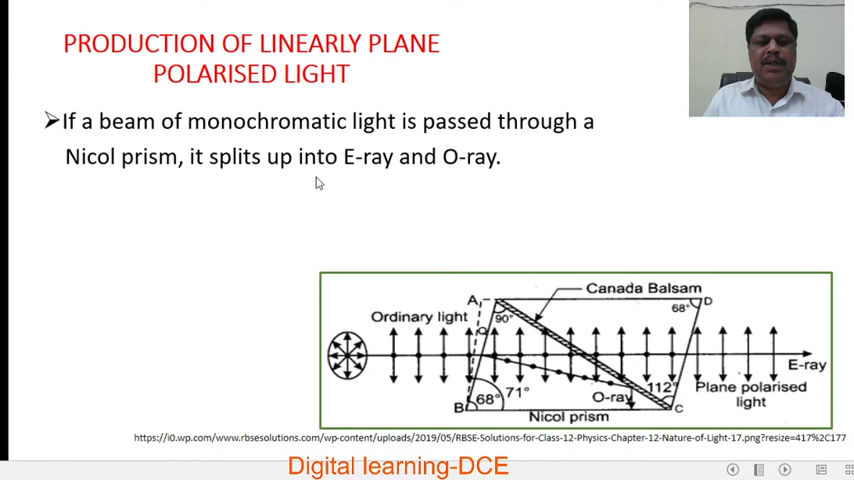 PRODUCTION OF LINEARLY PLANE
POLARISED LIGHT
➢If a beam of monochromatic light is passed through a
Nicol prism, it splits up into E-ray and O-ray.
Canada Balsam
A
D
68°
90°
Ordinary light
E-ray
112°
Plane polarised
light
71°
68°
O-ray
B
C
Nicol prism
https://i0.wp.com/www.rbsesolutions.com/wp-content/uploads/2019/05/RBSE-Solutions-for-Class-12-Physics-Chapter-12-Nature-of-Light-17.png?resize=417%2C177
Digital learning-DCE